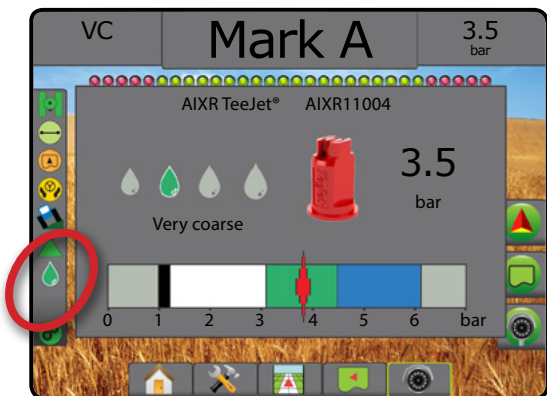 VC
Mark A
3.5
bar
AIXR TeeJet® AIXR11004
3.5
bar
Very coarse
0 1 2 3 4 5 6 bar